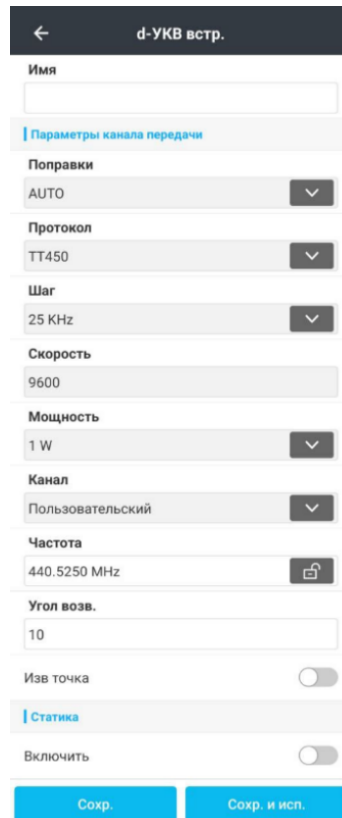 d-УКВ встр.
Имя
Параметры канала передачи
Поправки
AUTO
Протокол
TT450
Шаг
25 KHz
Скорость
9600
Мощность
1 W
Канал
Пользовательский
Частота
440.5250 MHz
Угол возв.
10
Изв точка
Статика
Включить
Сохр.
Сохр. и исп.